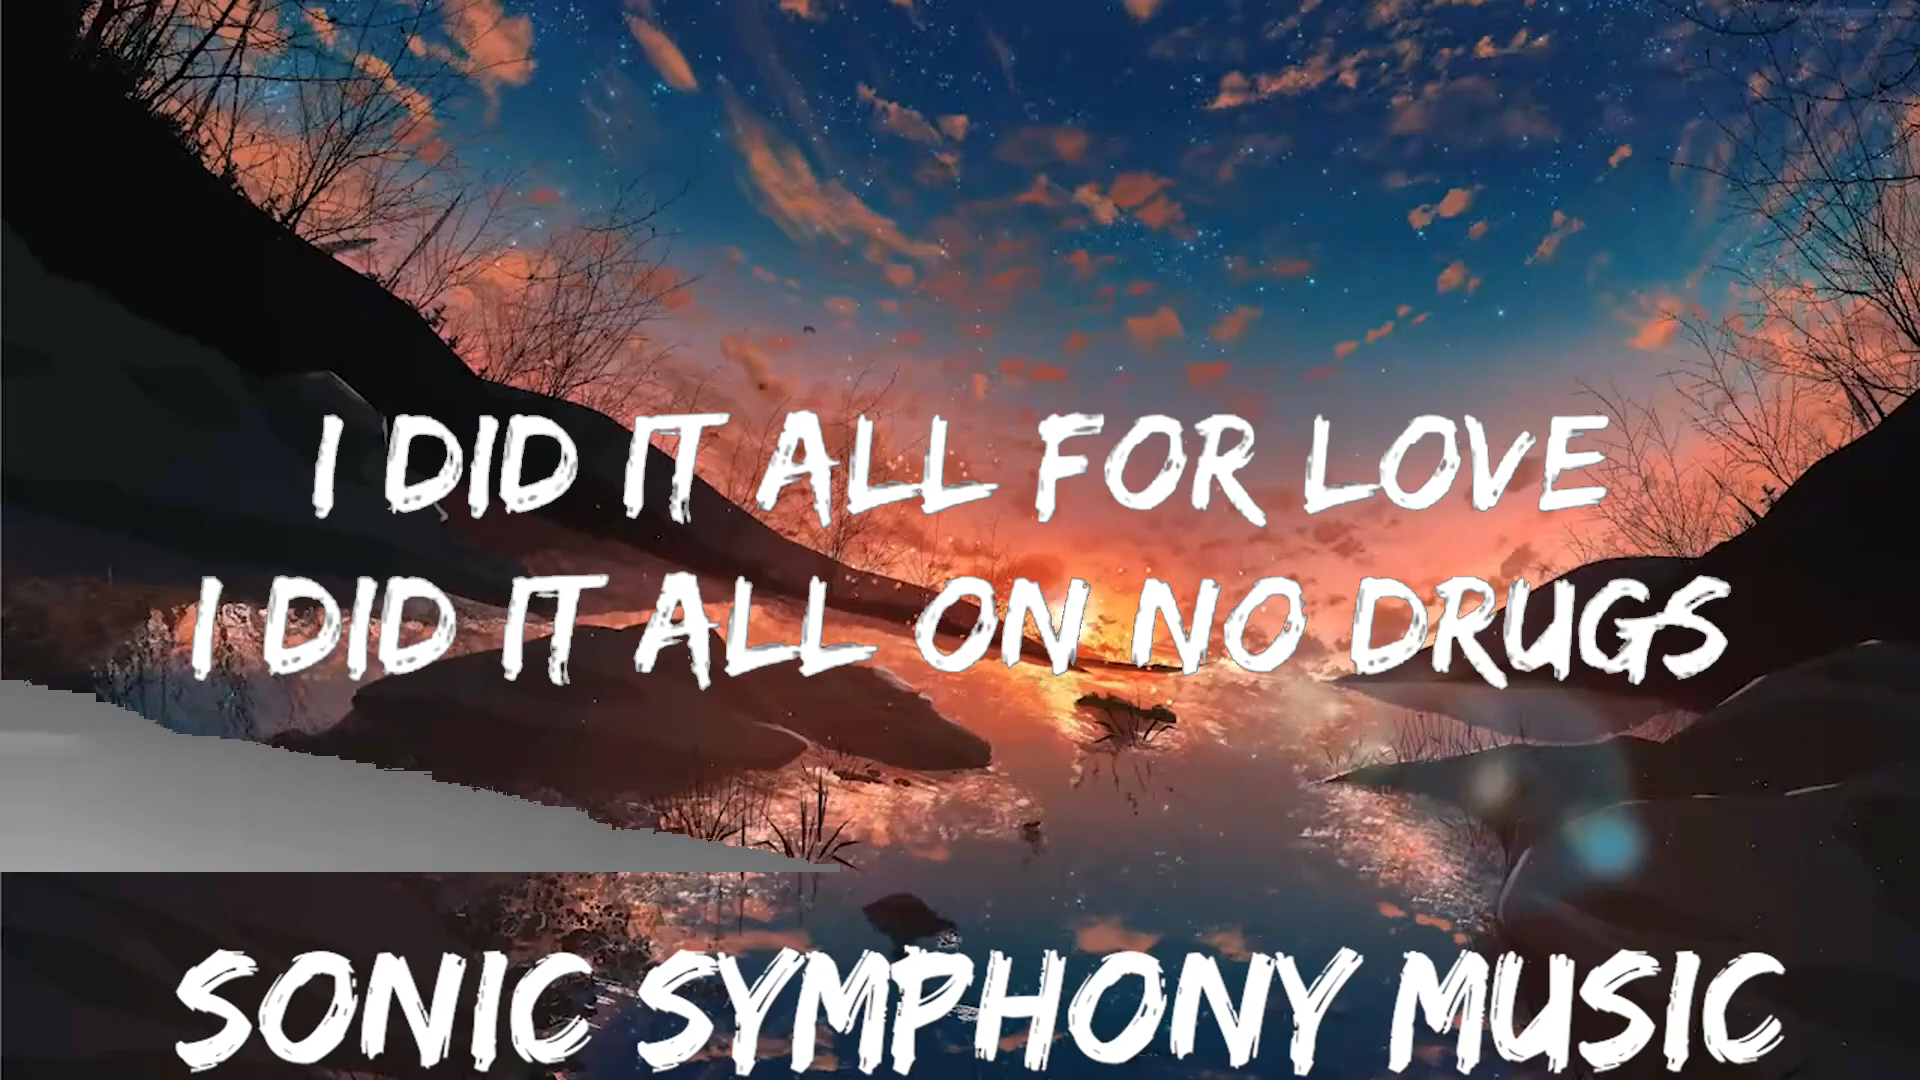 I DID IT ALL FOR LOVE
I DID IT ALL ON NO DRUGS
SONIC SYMPHONY MUSIC